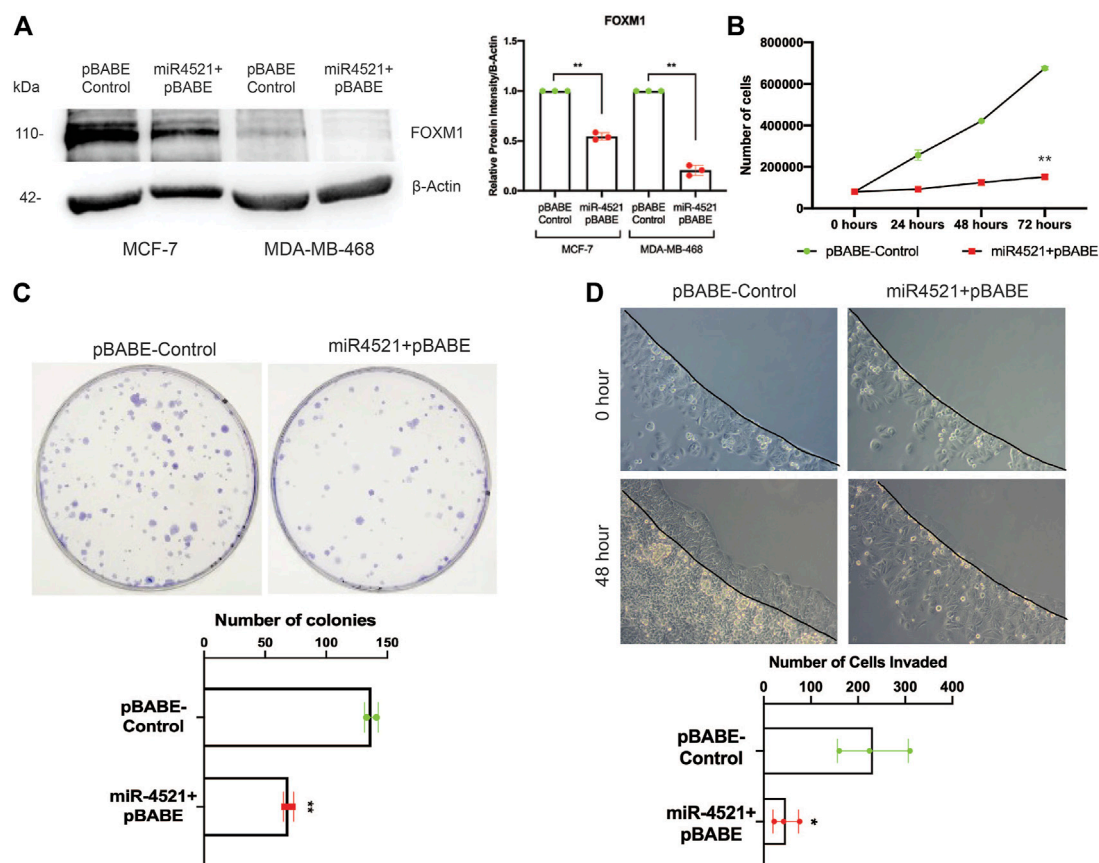 A
kDa
pBABE
Control
miR4521+
pBABE
pBABE
Control
miR4521+
pBABE
110-
FOXM1
42-
β-Actin
MCF-7
MDA-MB-468
FOXM1
Relative Protein Intensity/B-Actin
1.5
1.0
0.5
0.0
**
**
pBABE
Control
miR-4521
pBABE
pBABE
Control
miR-4521
pBABE
MCF-7
MDA-MB-468
B
Number of cells
800000
600000
400000
200000
0
**
0 hours
24 hours
48 hours
72 hours
pBABE-Control
miR4521+pBABE
C
pBABE-Control
miR4521+pBABE
Number of colonies
0
50
100
150
pBABE-
Control
miR-4521+
pBABE
**
D
pBABE-Control
miR4521+pBABE
0 hour
48 hour
Number of Cells Invaded
0
100
200
300
400
pBABE-
Control
miR-4521+
pBABE
*